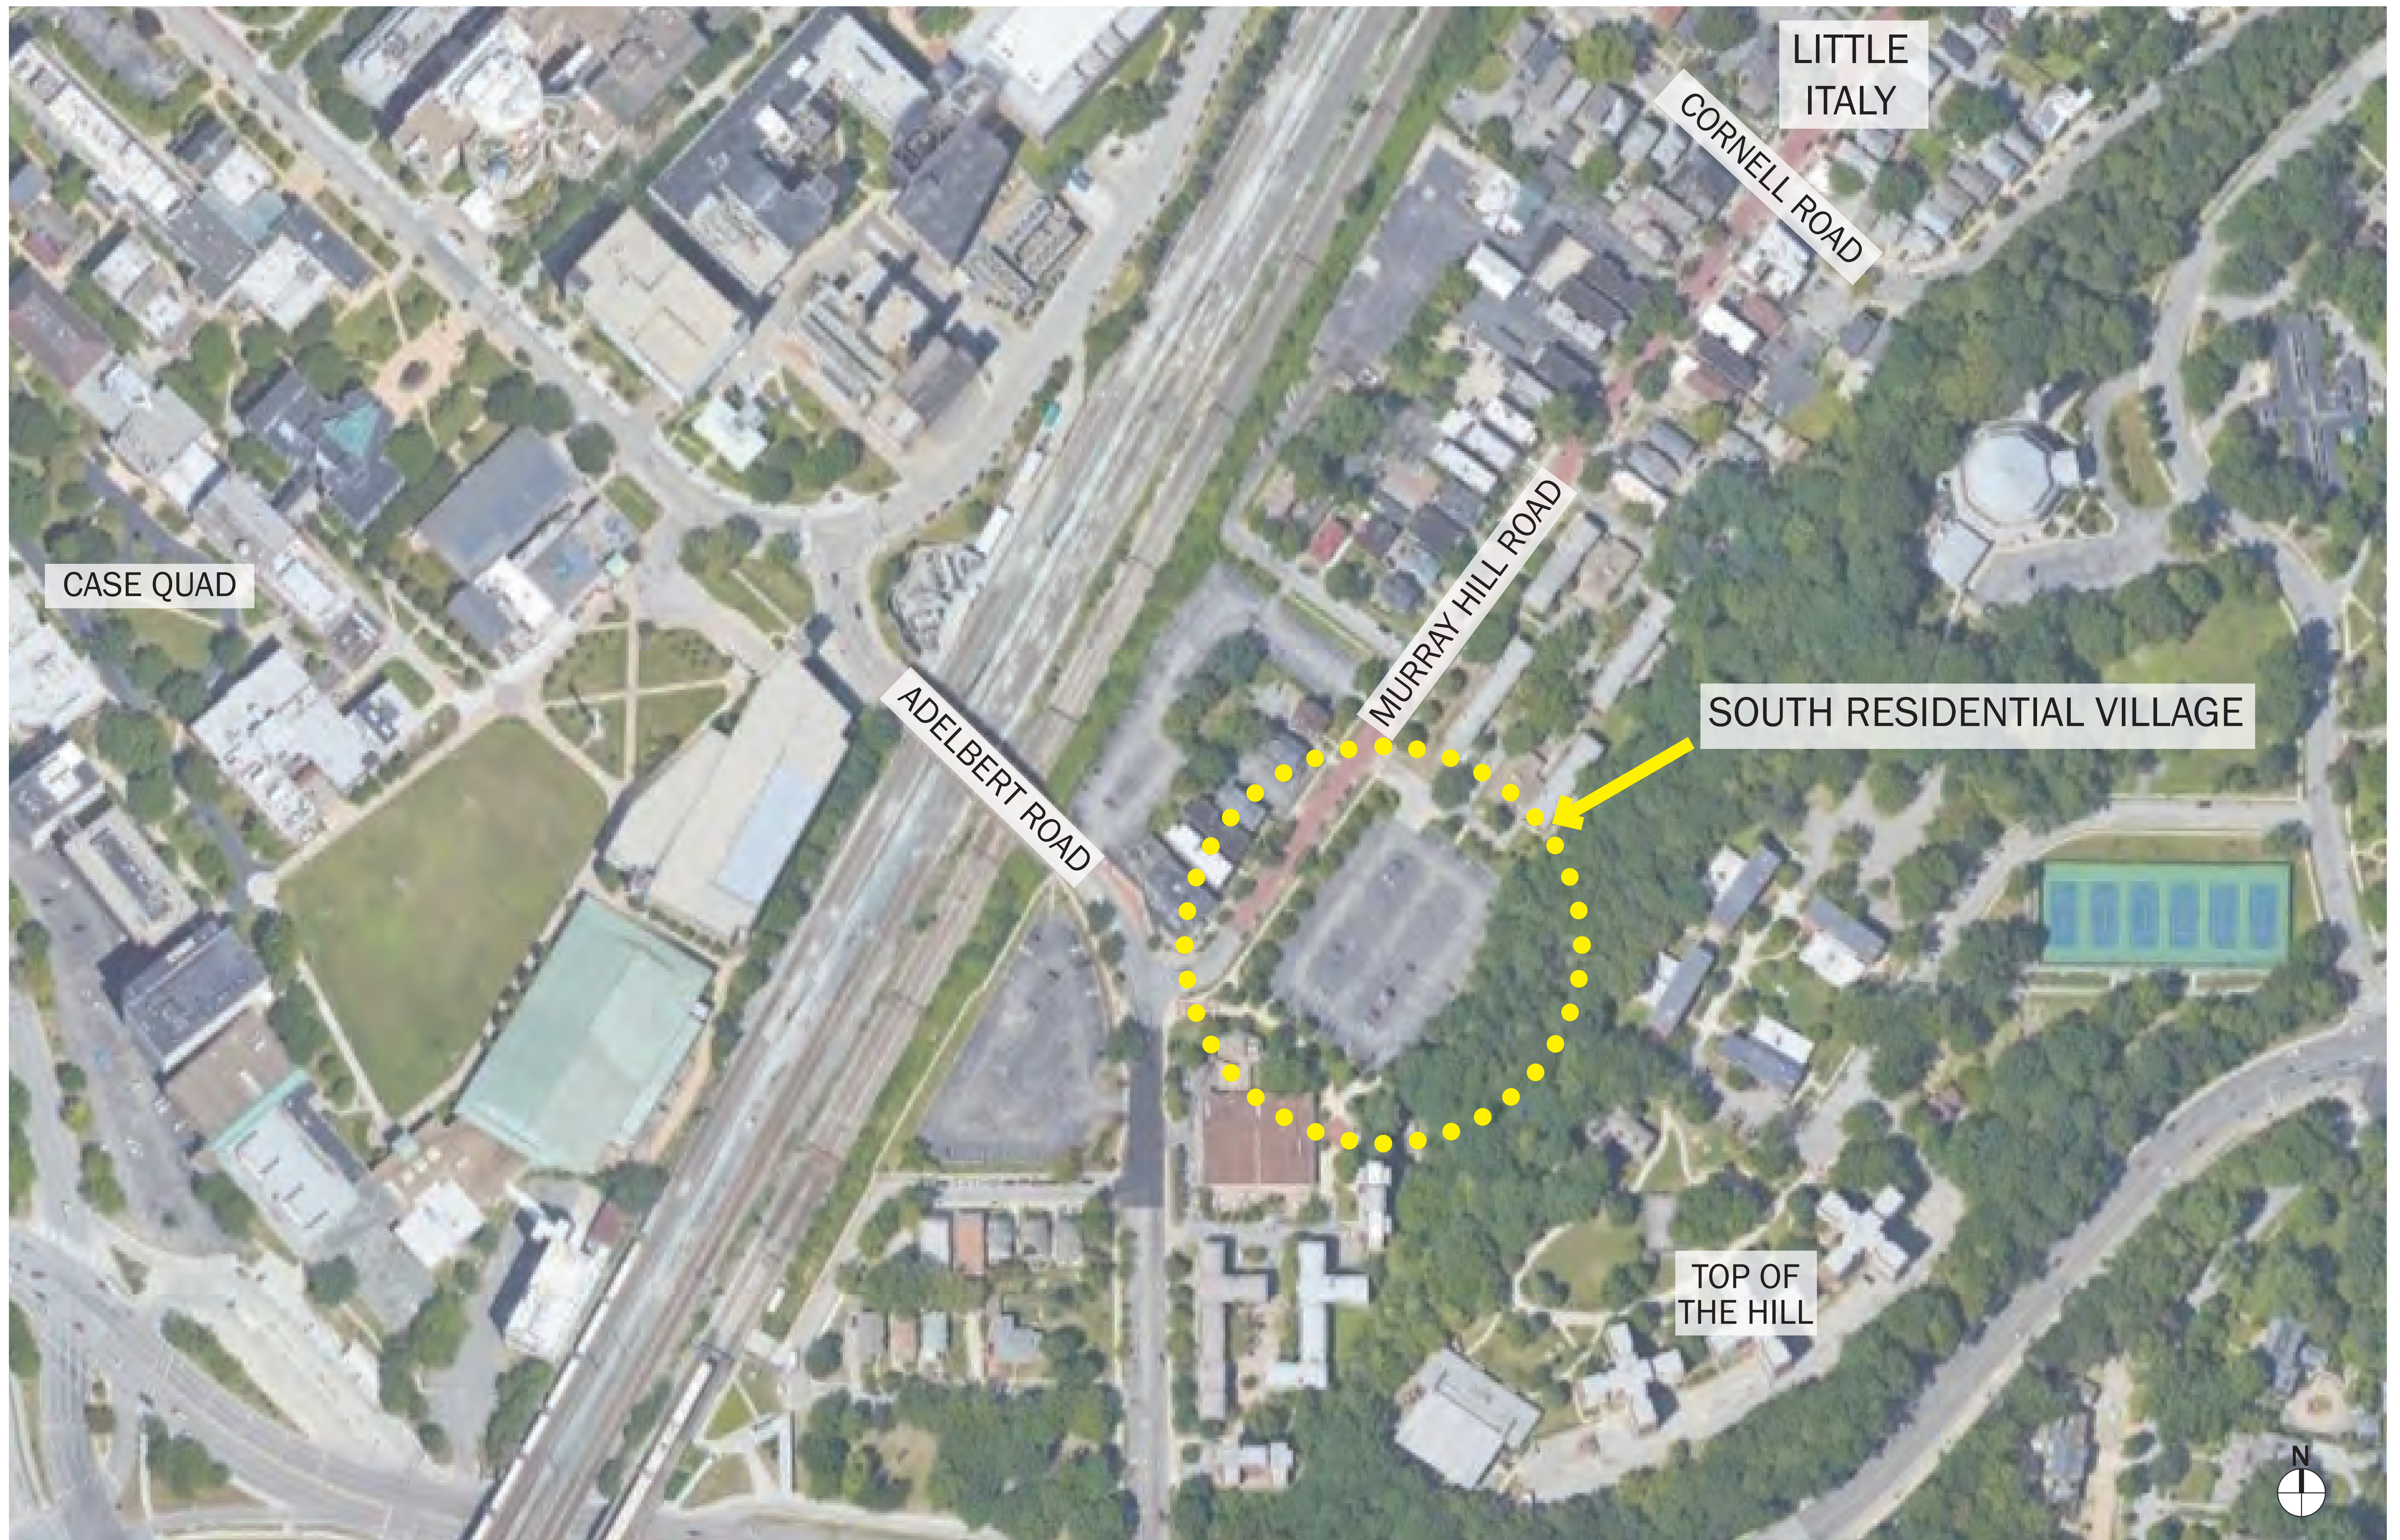 LITTLE
ITALY
CORNELL ROAD
MURRAY HILL ROAD
CASE QUAD
ADELBERT ROAD
SOUTH RESIDENTIAL VILLAGE
TOP OF
THE HILL
N